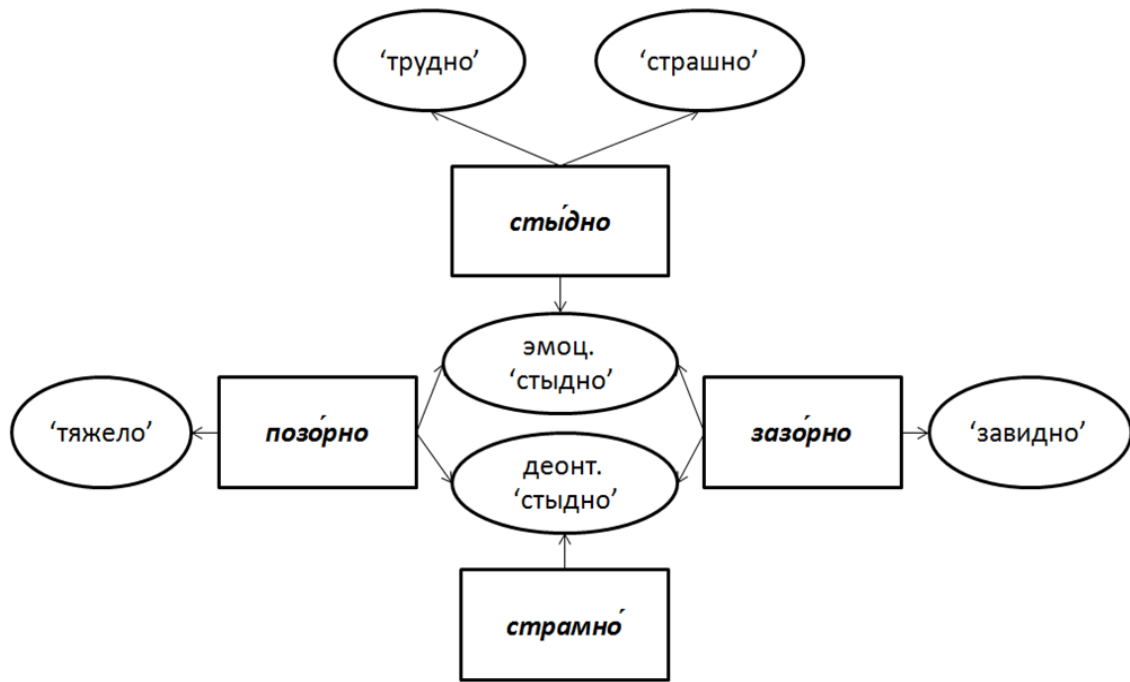 ‘трудно’
‘страшно’
сты́дно
эмоц.
‘стыдно’
‘тяжело’
позо́рно
зазо́рно
‘завидно’
деонт.
‘стыдно’
страмно́